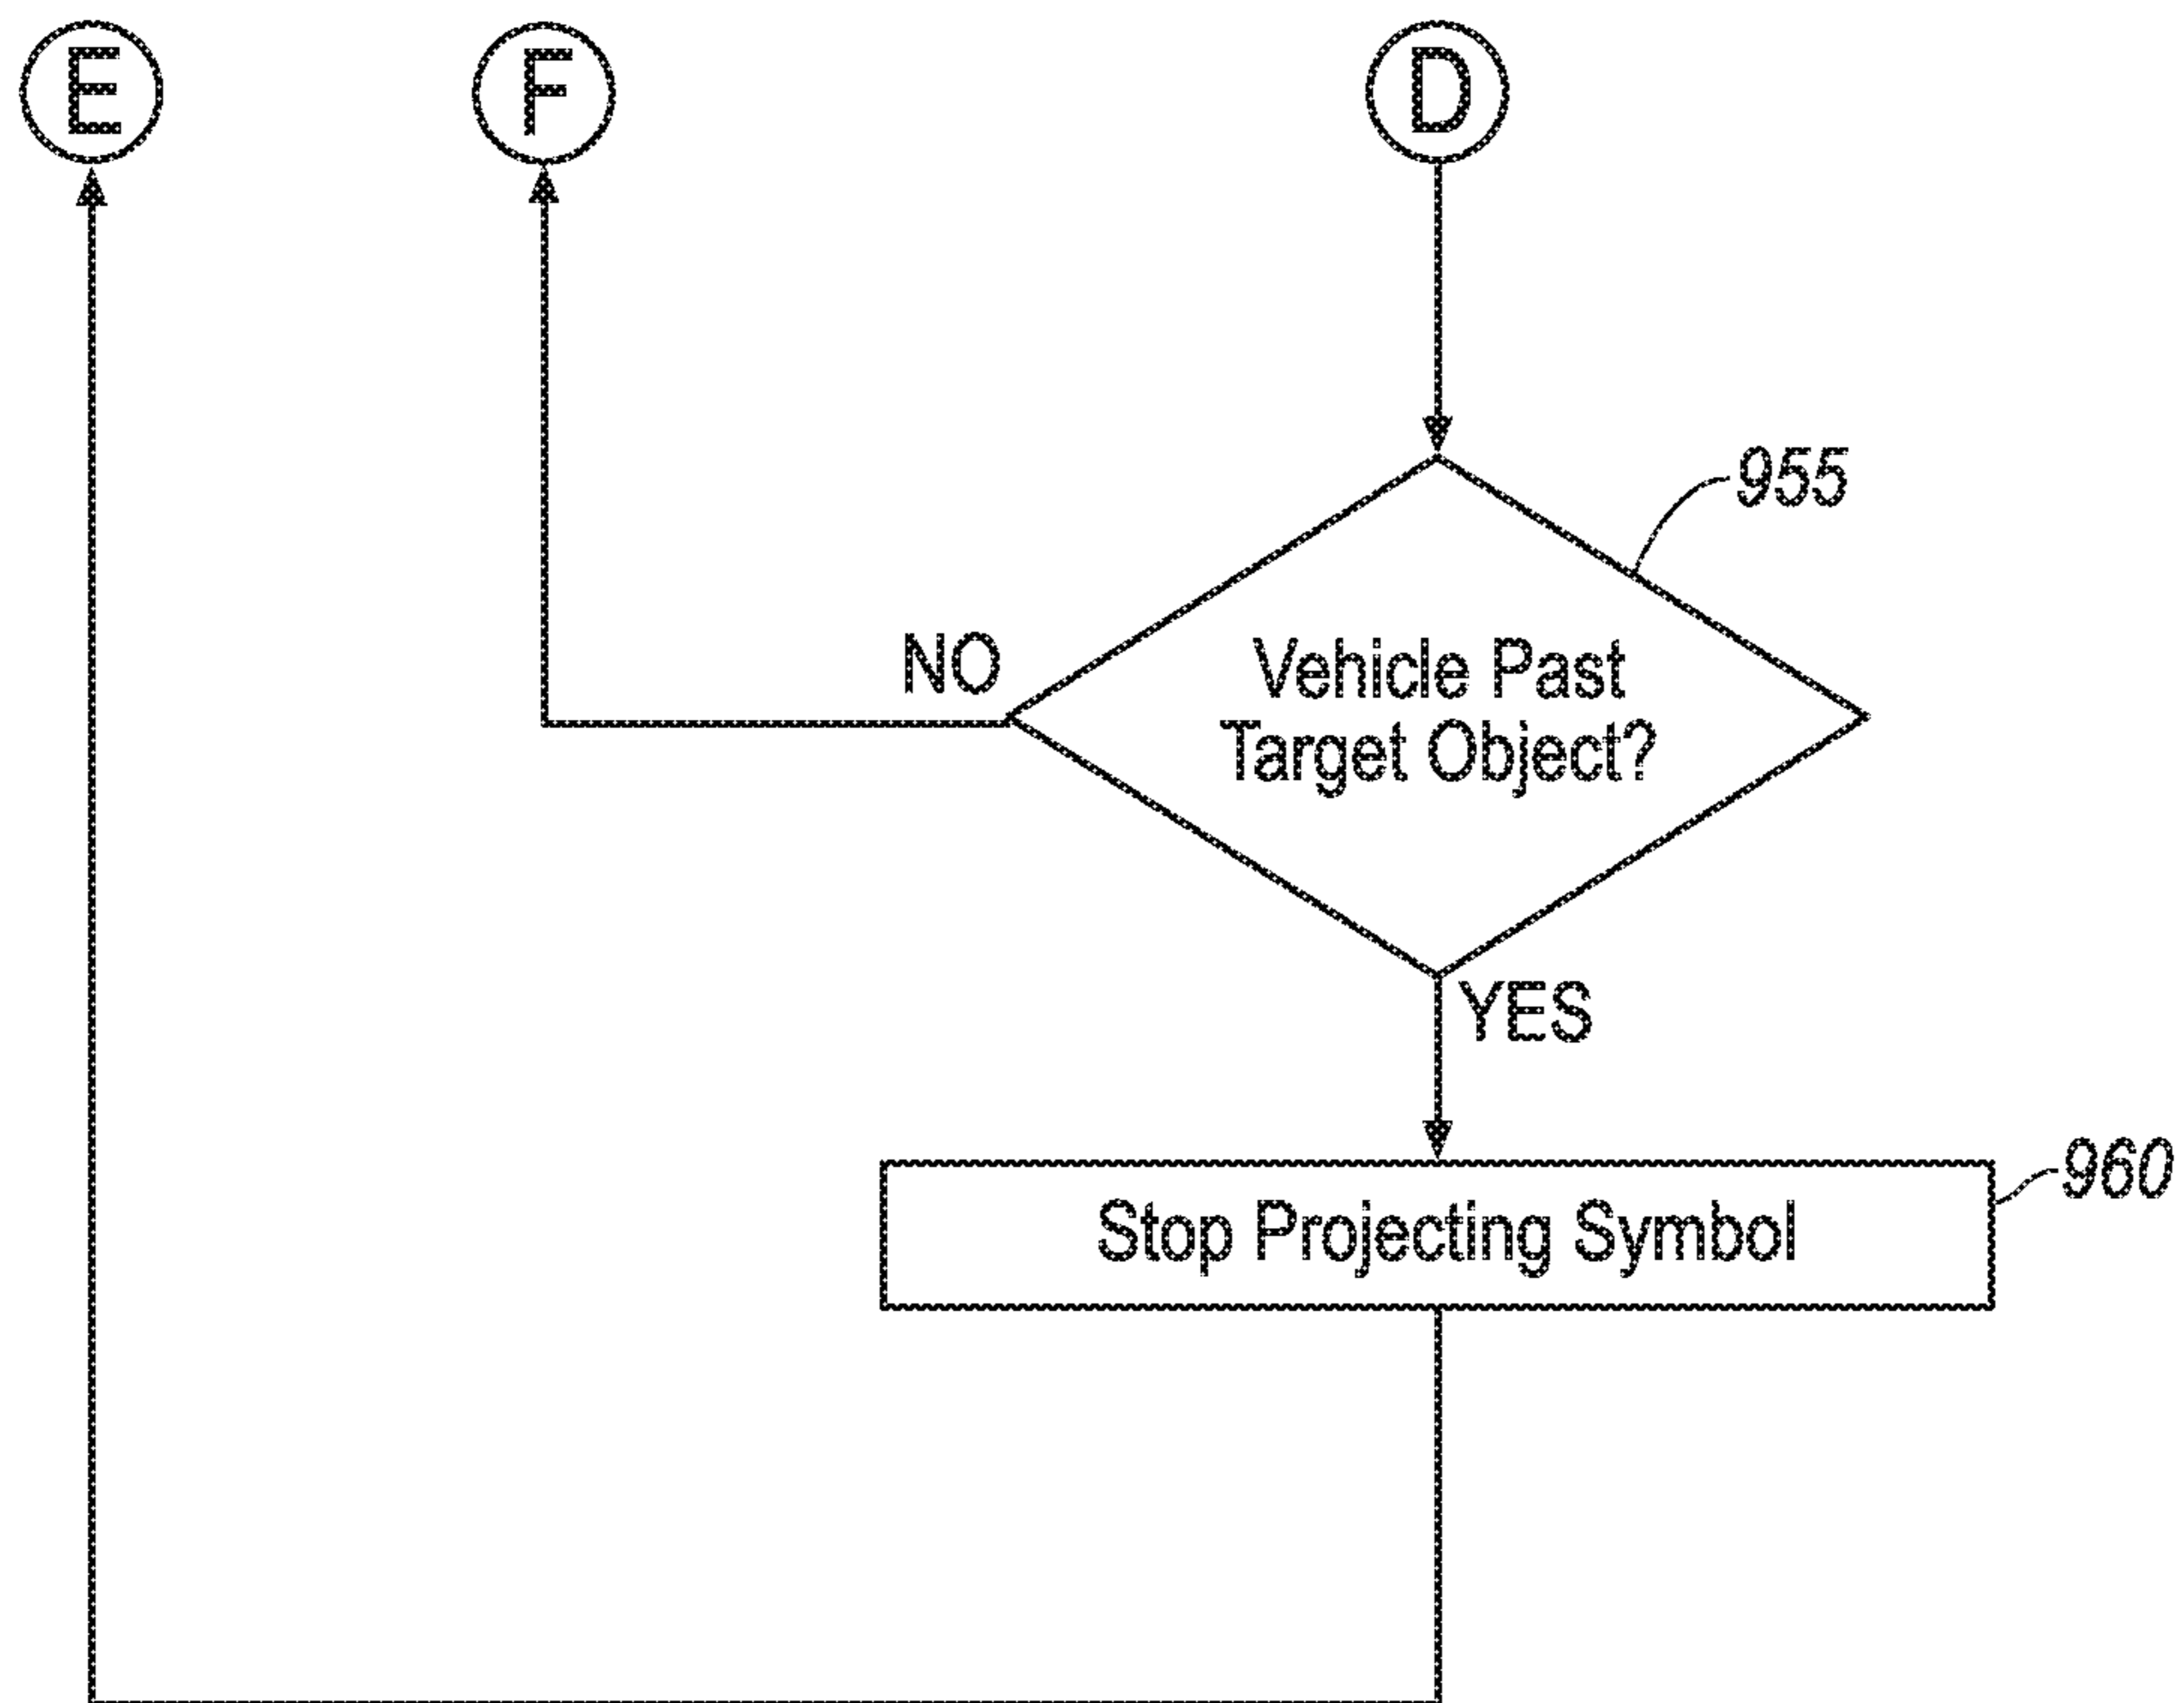 E
F
D
955
NO
Vehicle Past
Target Object?
YES
960
Stop Projecting Symbol